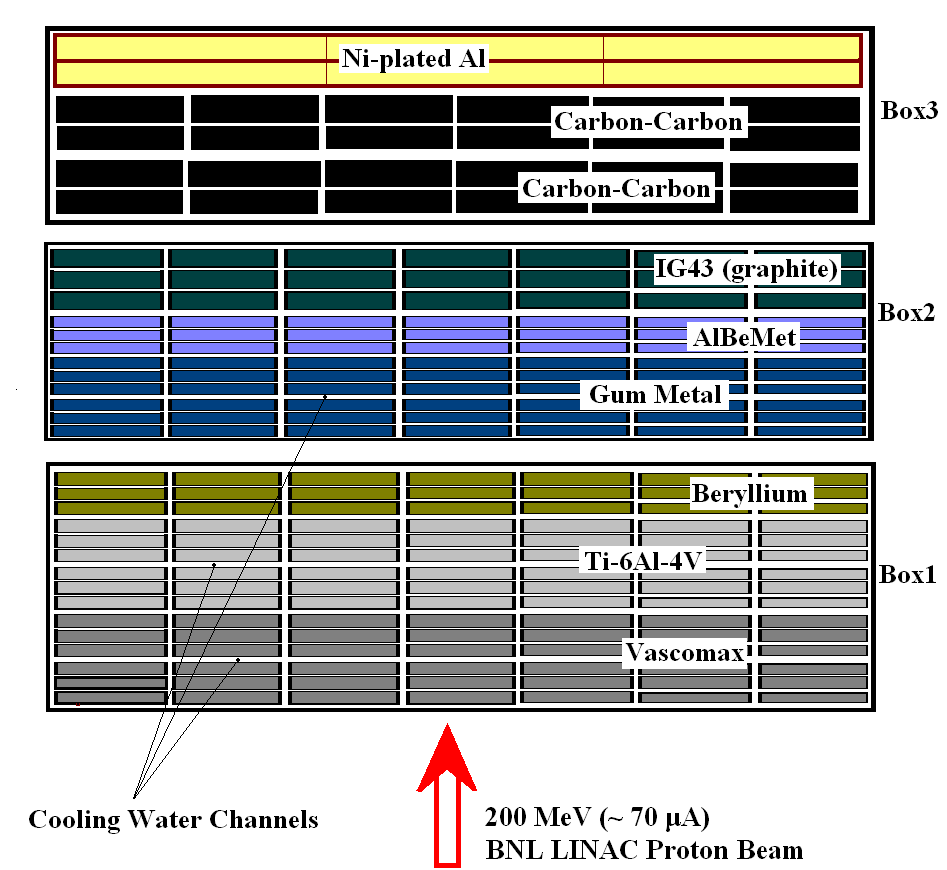 Ni-plated Al
Carbon-Carbon
Box3
Carbon-Carbon
IG43 (graphite)
Box2
AlBeMet
Gum Metal
Beryllium
Ti-6Al-4V
Box1
Vascomax
Cooling Water Channels
200 MeV (~ 70 µA)
BNL LINAC Proton Beam